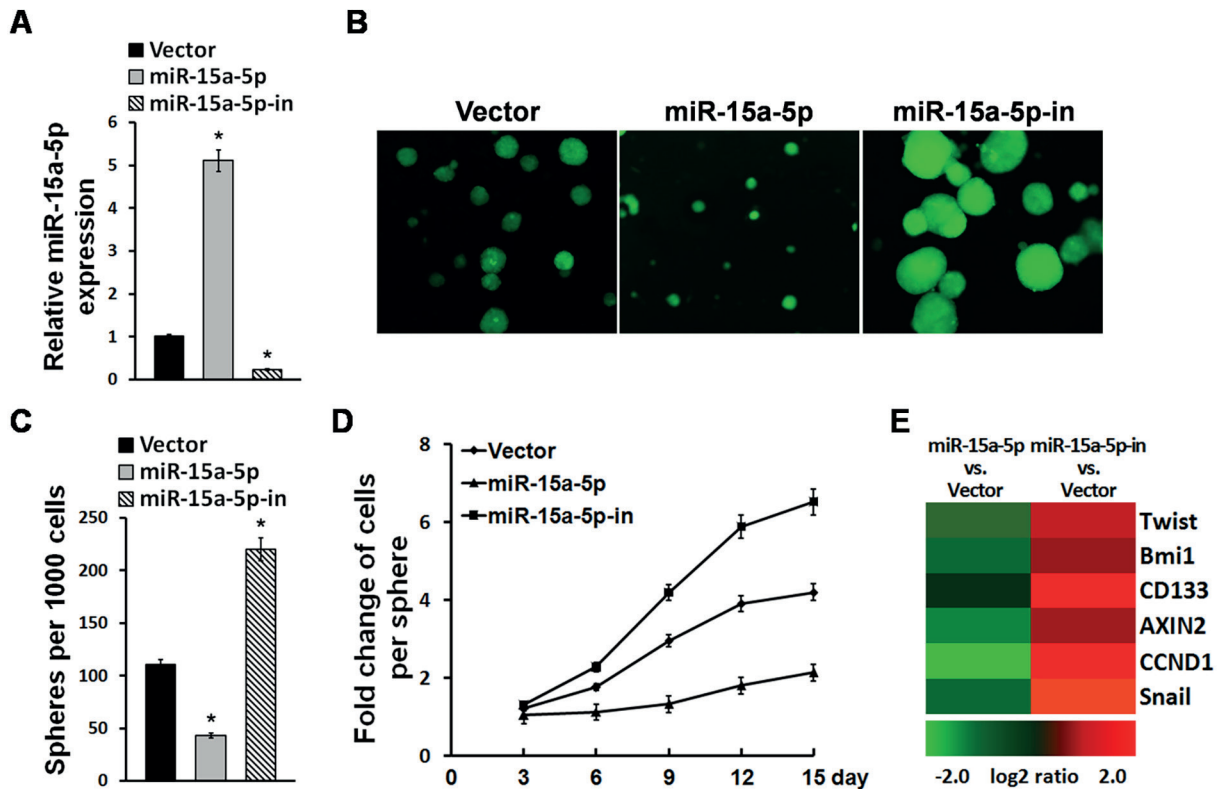 A
Vector
miR-15a-5p
miR-15a-5p-in
Relative miR-15a-5p
expression
6
5
4
3
2
1
0
*
*
B
Vector
miR-15a-5p
miR-15a-5p-in
C
Vector
miR-15a-5p
miR-15a-5p-in
Spheres per 1000 cells
250
200
150
100
50
0
*
*
D
Vector
miR-15a-5p
miR-15a-5p-in
Fold change of cells
per sphere
8
6
4
2
0
0 3 6 9 12 15 day
E
miR-15a-5p miR-15a-5p-in
vs. vs.
Vector Vector
Twist
Bmi1
CD133
AXIN2
CCND1
Snail
-2.0 log2 ratio 2.0